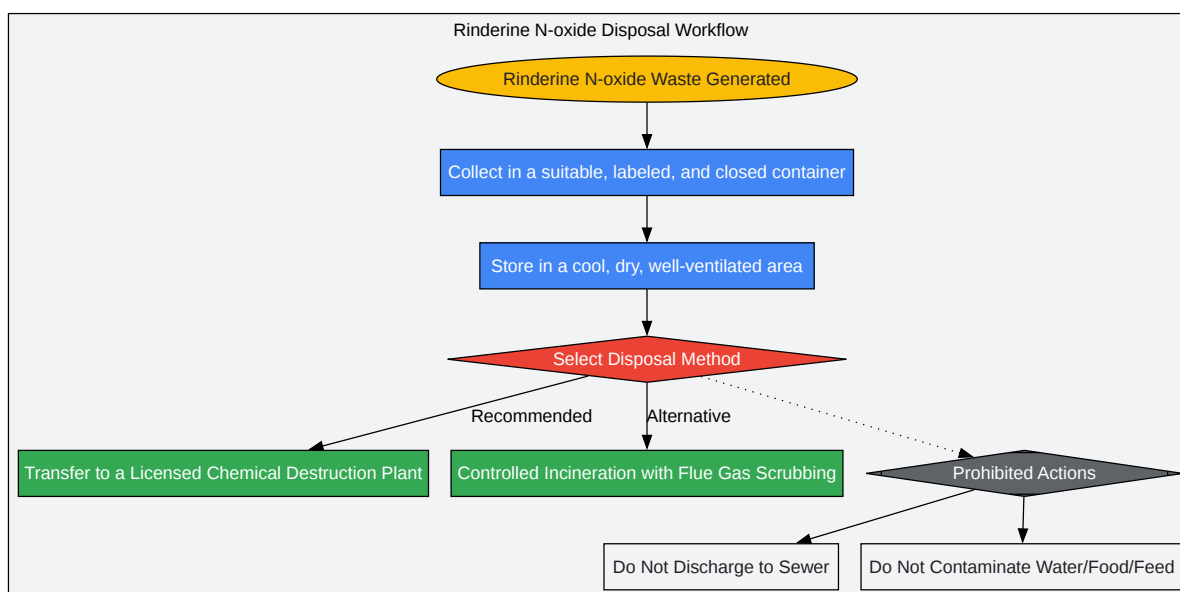 Rinderine N-oxide Disposal Workflow
Rinderine N-oxide Waste Generated
Collect in a suitable, labeled, and closed container
Store in a cool, dry, well-ventilated area
Select Disposal Method
Recommended
Alternative
Transfer to a Licensed Chemical Destruction Plant
Controlled Incineration with Flue Gas Scrubbing
Prohibited Actions
Do Not Discharge to Sewer
Do Not Contaminate Water/Food/Feed